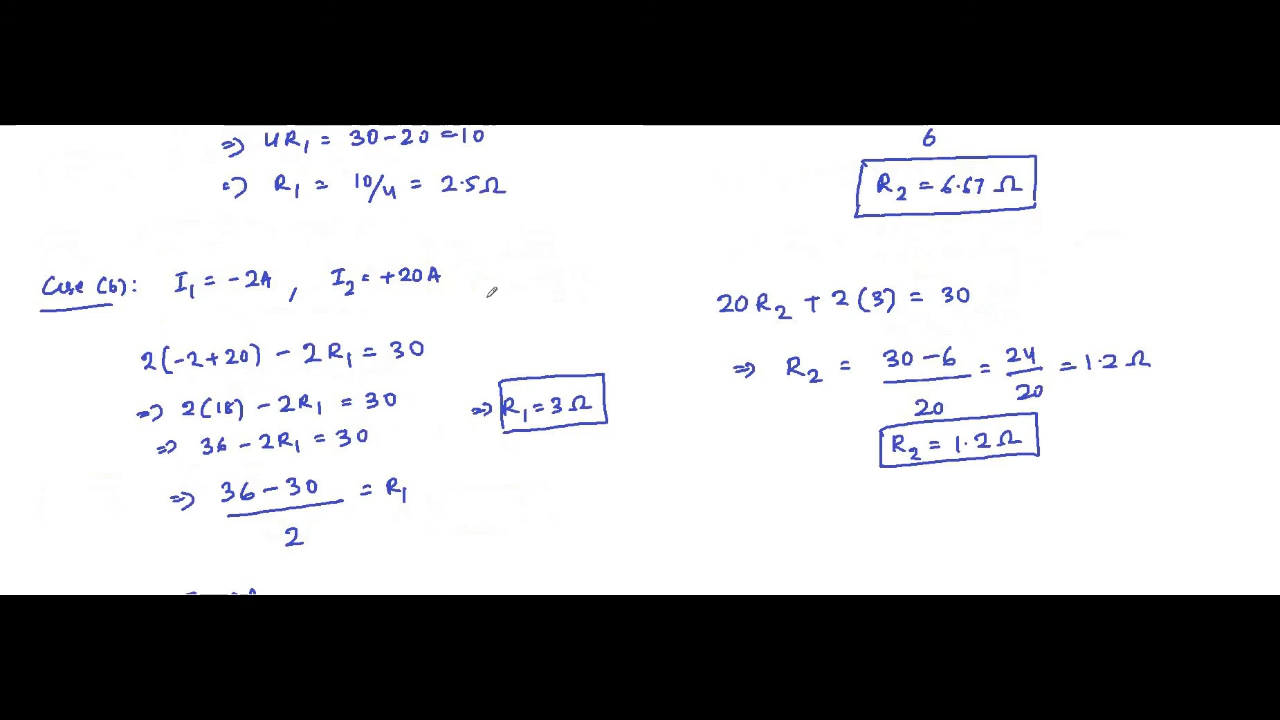 ⇒ 4R₁ = 30 - 20 = 10
⇒ R₁ = 10/4 = 2.5Ω
6
R₂ = 6.67 Ω
Case (b): I₁ = -2A , I₂ = +20A
2(-2+20) - 2R₁ = 30
⇒ 2(18) - 2R₁ = 30
⇒ 36 - 2R₁ = 30
⇒ 36 - 30 / 2 = R₁
⇒ R₁ = 3 Ω
20R₂ + 2(3) = 30
⇒ R₂ = 30 - 6 / 20 = 24 / 20 = 1.2 Ω
R₂ = 1.2 Ω